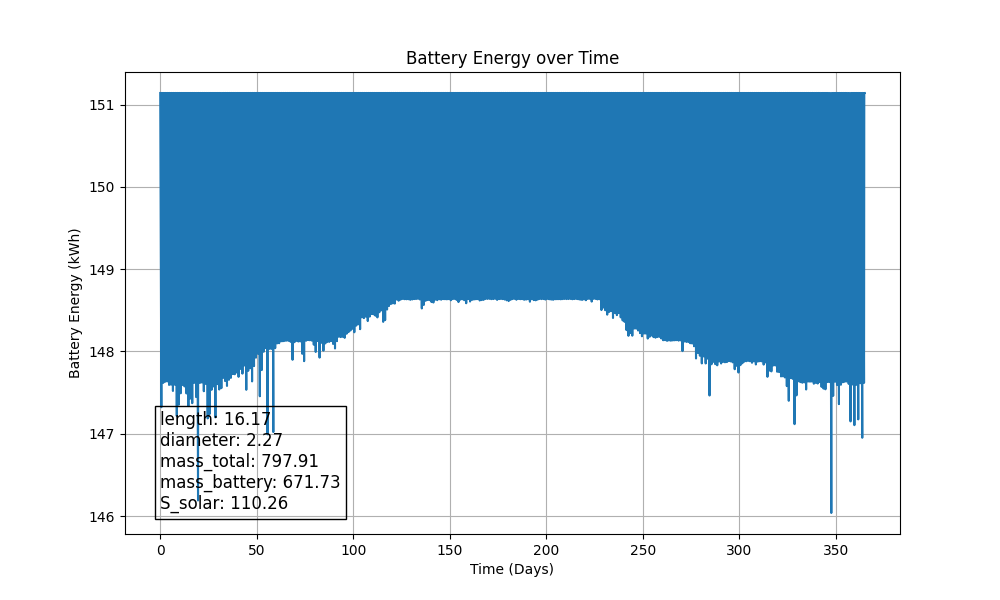 Battery Energy over Time
Battery Energy (kWh)
151
150
149
148
147
146
length: 16.17
diameter: 2.27
mass_total: 797.91
mass_battery: 671.73
S_solar: 110.26
0 50 100 150 200 250 300 350
Time (Days)